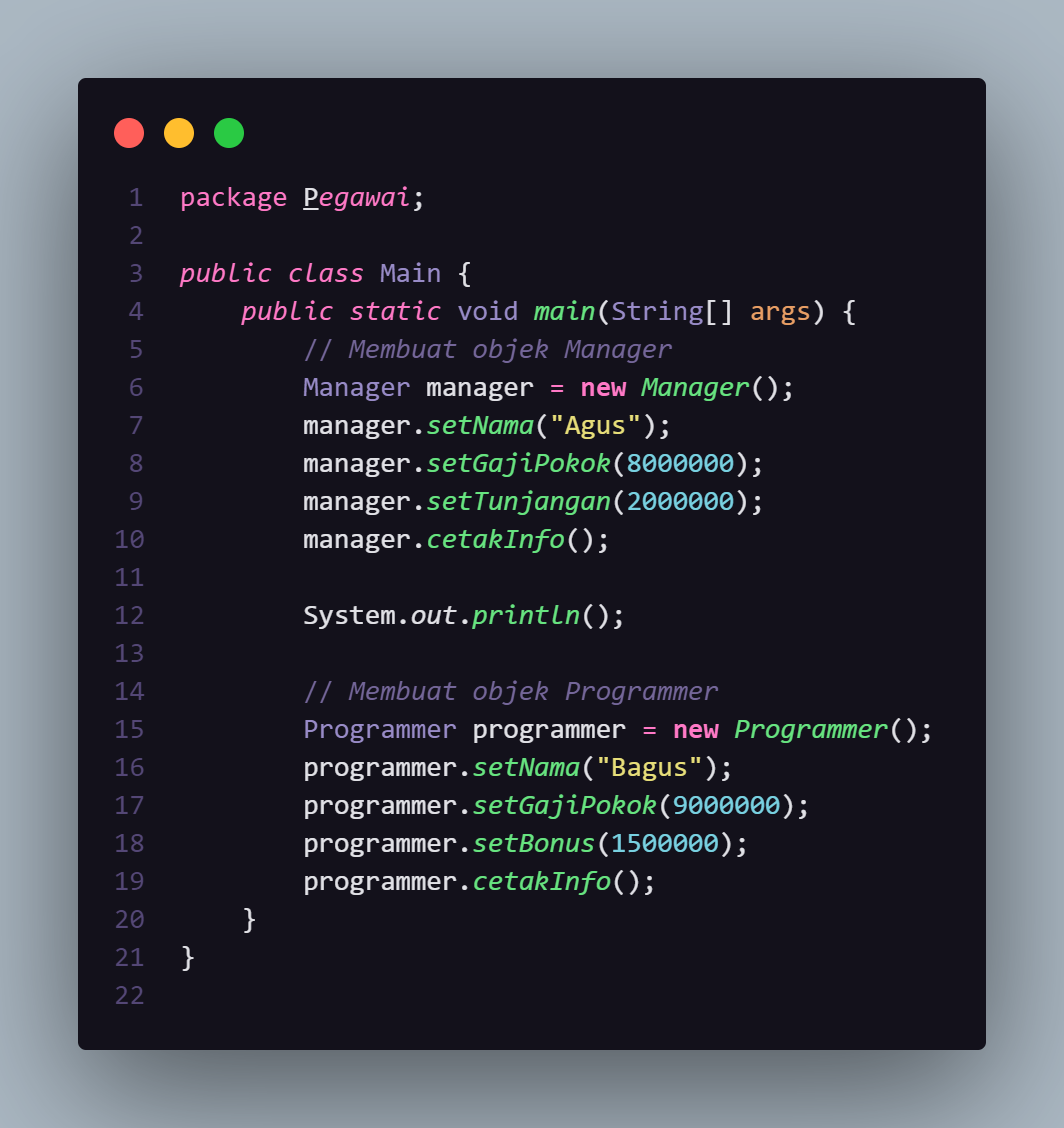 1 package Pegawai;
2
3 public class Main {
4     public static void main(String[] args) {
5         // Membuat objek Manager
6         Manager manager = new Manager();
7         manager.setNama("Agus");
8         manager.setGajiPokok(8000000);
9         manager.setTunjangan(2000000);
10         manager.cetakInfo();
11
12         System.out.println();
13
14         // Membuat objek Programmer
15         Programmer programmer = new Programmer();
16         programmer.setNama("Bagus");
17         programmer.setGajiPokok(9000000);
18         programmer.setBonus(1500000);
19         programmer.cetakInfo();
20     }
21 }
22